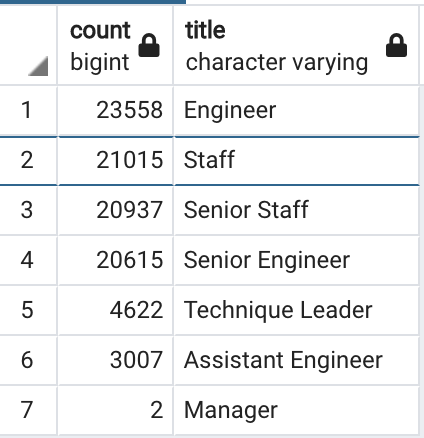 count title
bigint character varying
1 23558 Engineer
2 21015 Staff
3 20937 Senior Staff
4 20615 Senior Engineer
5 4622 Technique Leader
6 3007 Assistant Engineer
7 2 Manager